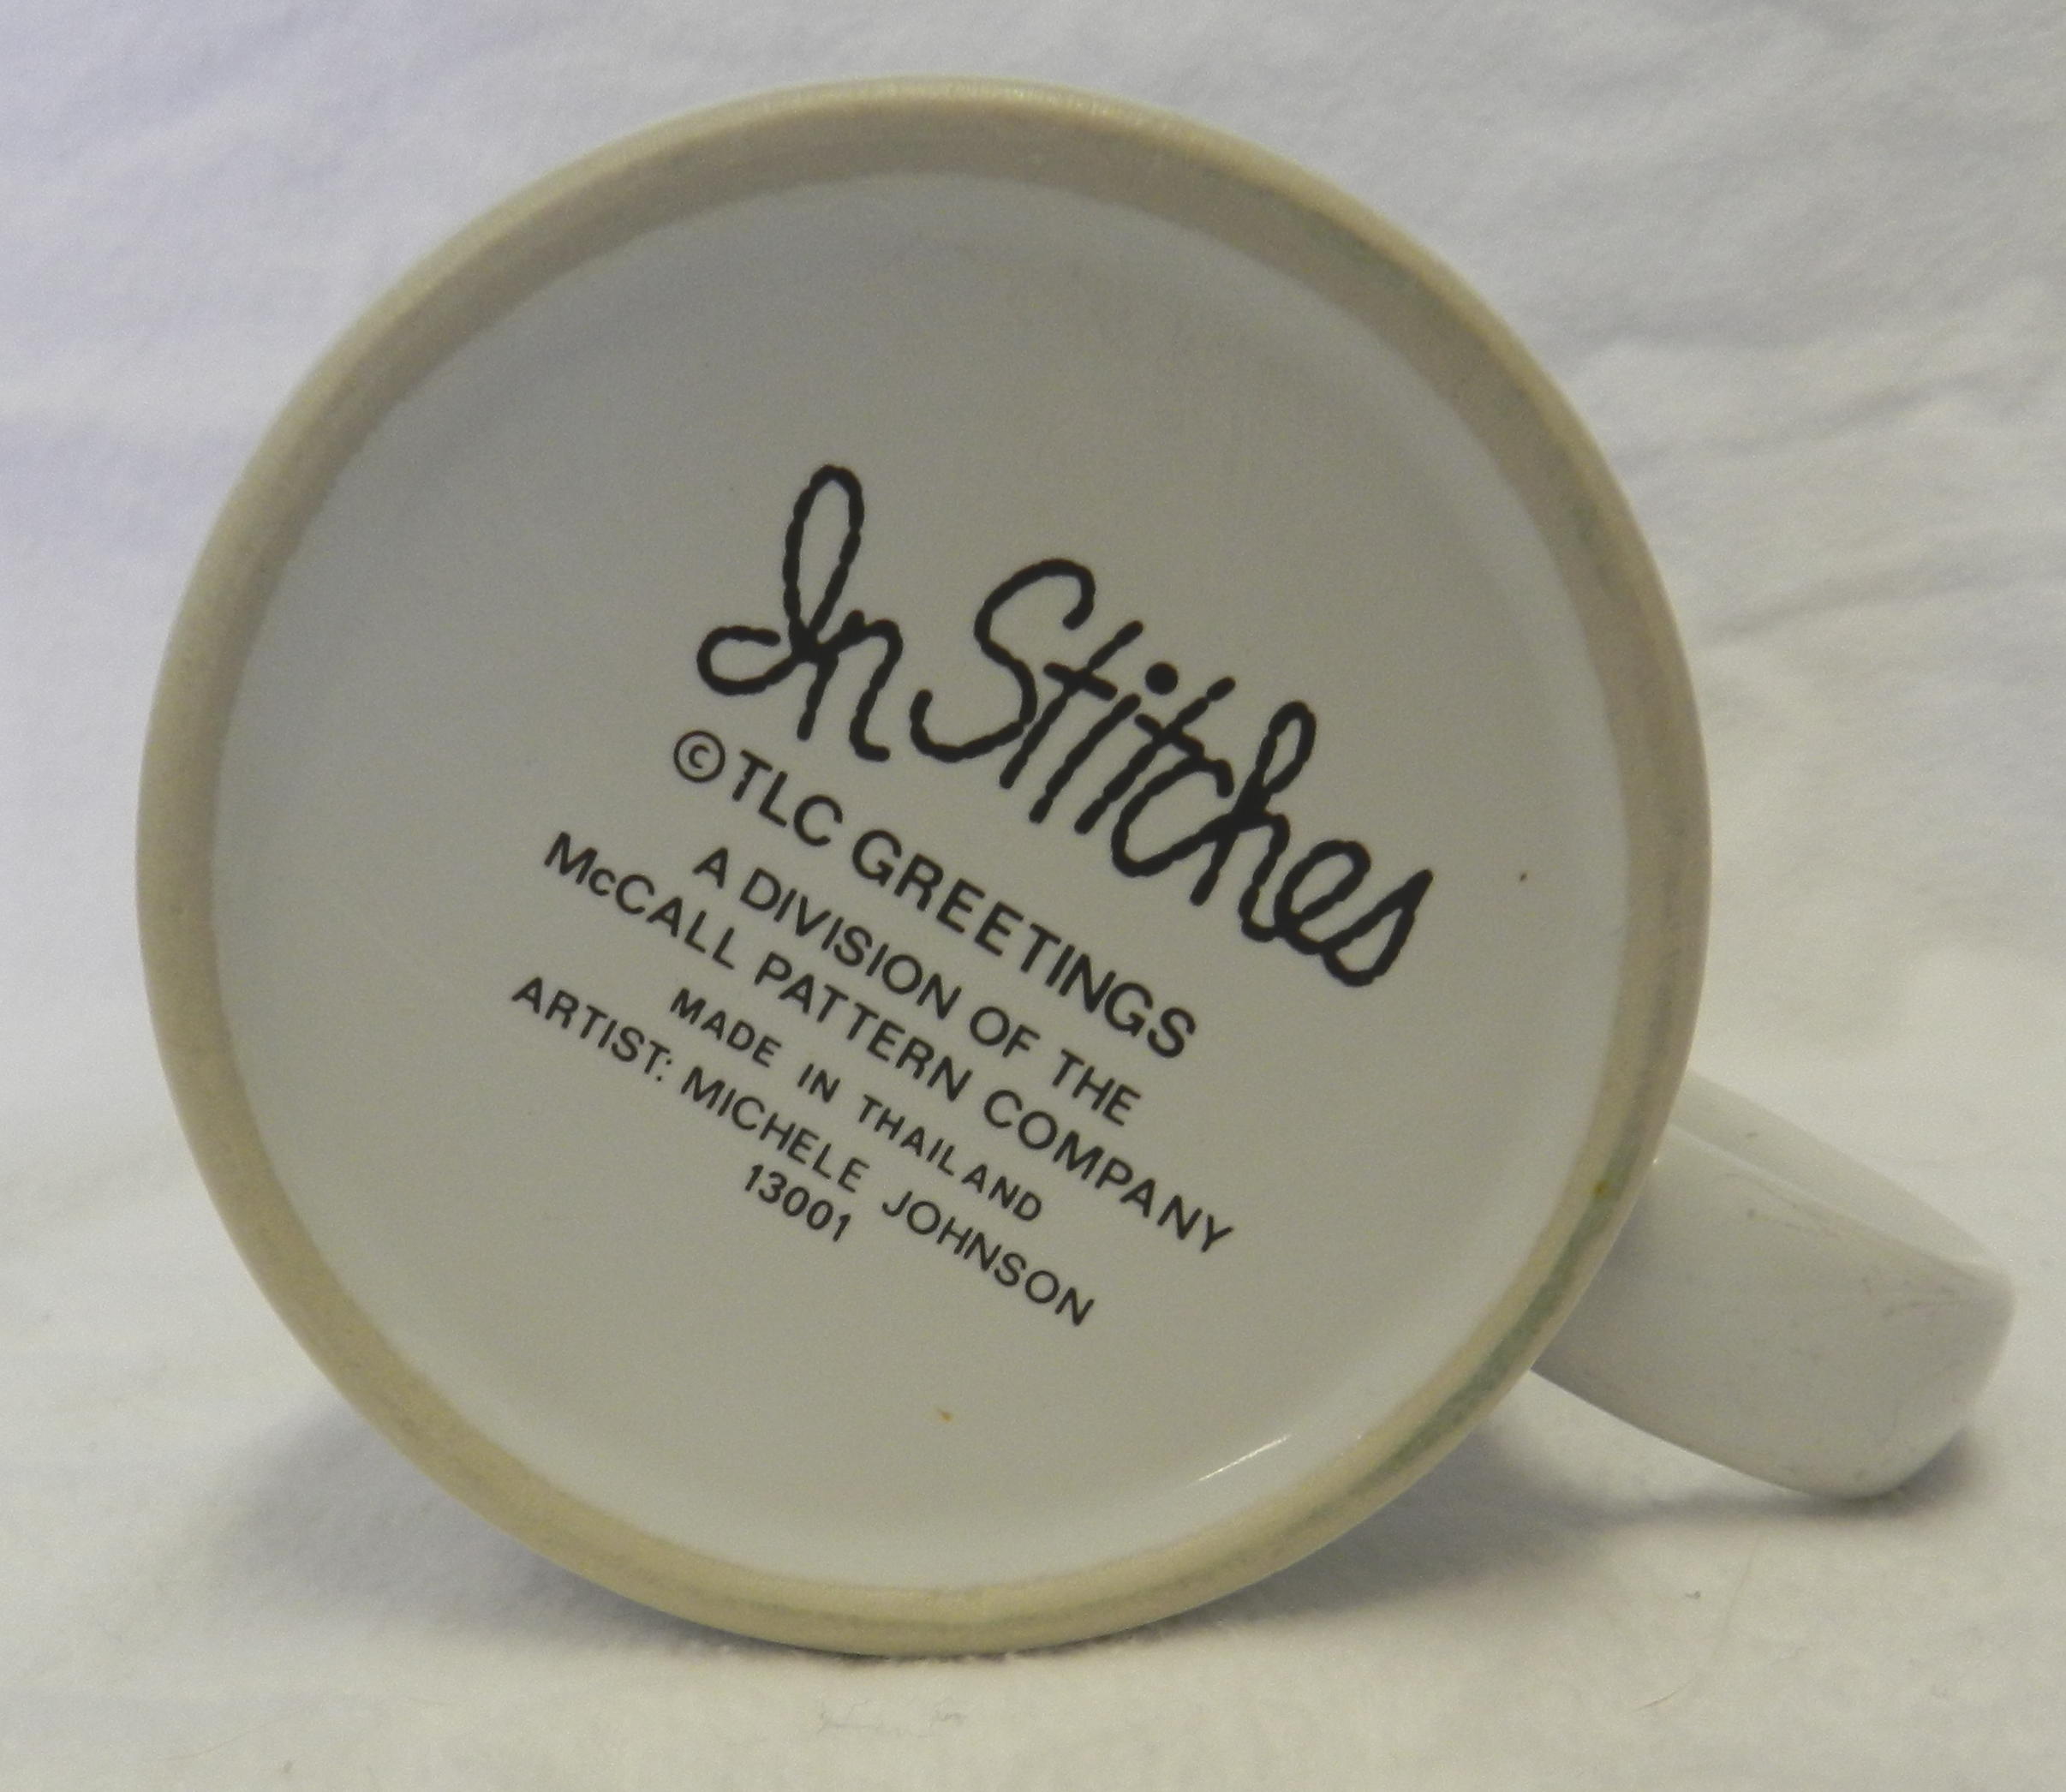 In Stitches
© TLC GREETINGS
A DIVISION OF THE
McCALL PATTERN COMPANY
MADE IN THAILAND
ARTIST: MICHELE JOHNSON
13001